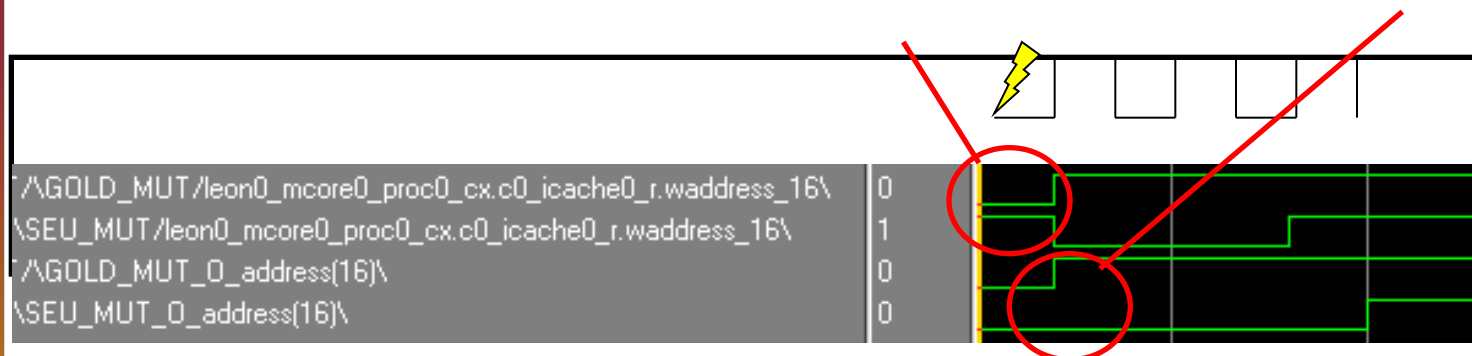 /\GOLD_MUT/leon0_mcore0_proc0_cx.c0_icache0_r.waddress_16\ 0
\SEU_MUT/leon0_mcore0_proc0_cx.c0_icache0_r.waddress_16\ 1
/\GOLD_MUT_O_address(16)\ 0
\SEU_MUT_O_address(16)\ 0